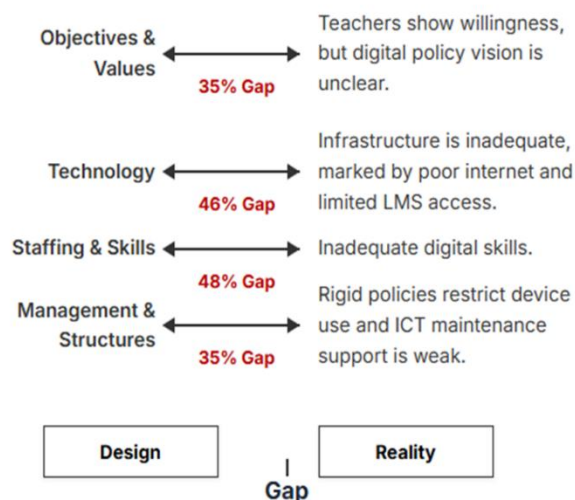 Objectives &
Values
35% Gap
Teachers show willingness,
but digital policy vision is
unclear.
Technology
46% Gap
Infrastructure is inadequate,
marked by poor internet and
limited LMS access.
Staffing & Skills
48% Gap
Inadequate digital skills.
Management &
Structures
35% Gap
Rigid policies restrict device
use and ICT maintenance
support is weak.
Design
Reality
Gap